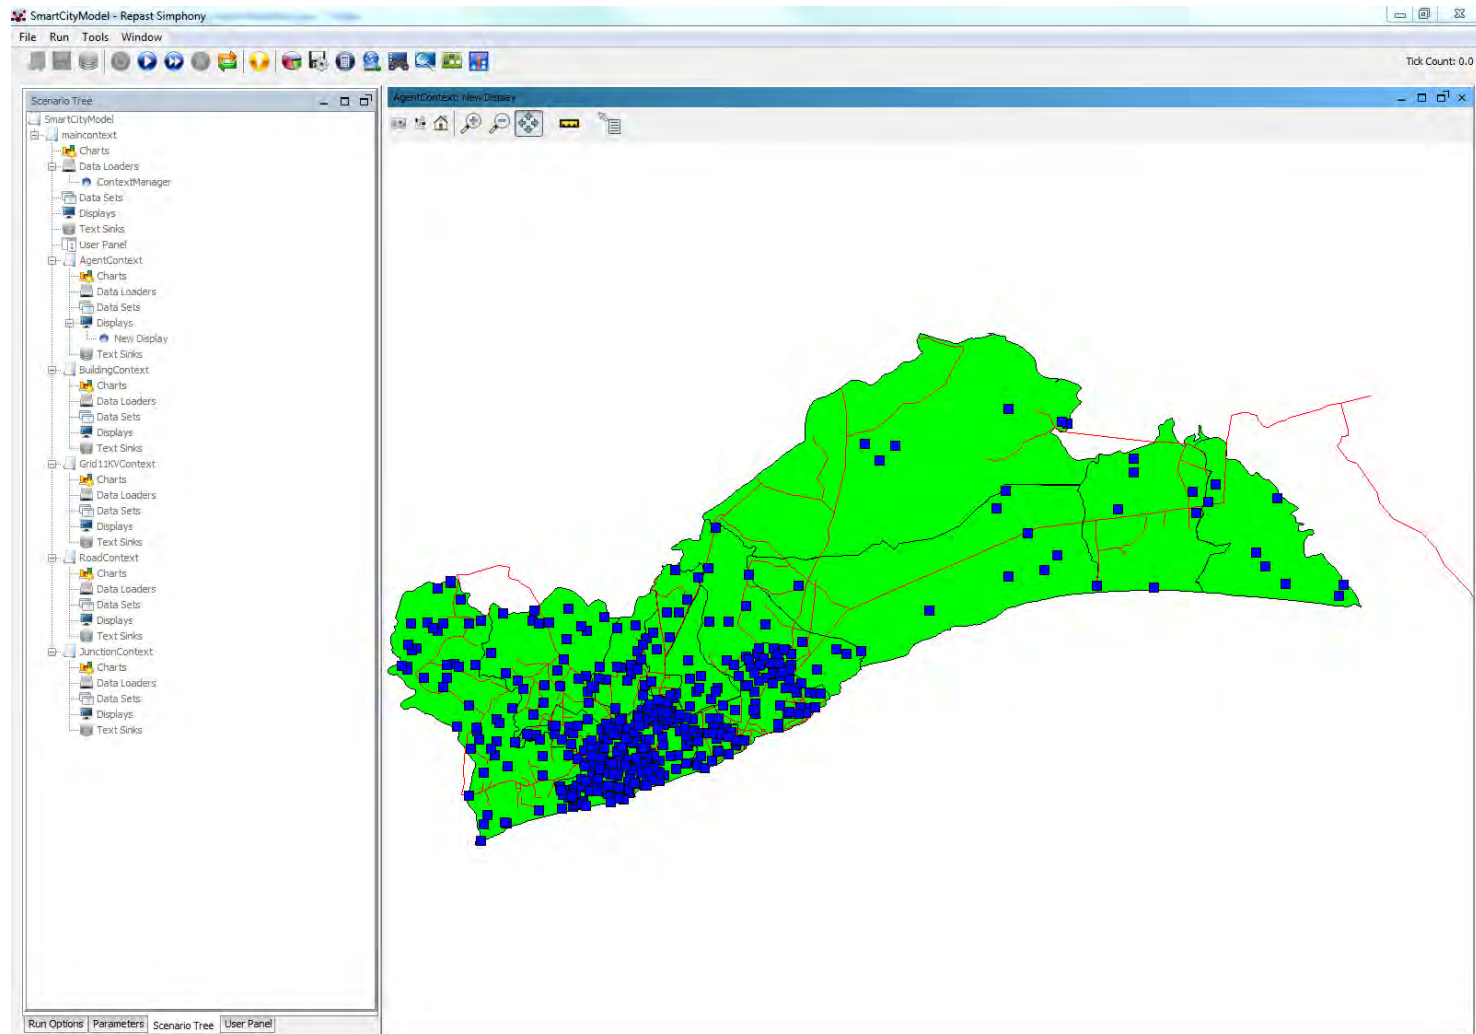 SmartCityModel - Repast Simphony
File Run Tools Window
Tick Count: 0.0
Scenario Tree
SmartCityModel
maincontext
Charts
Data Loaders
ContextManager
Data Sets
Displays
Text Sinks
User Panel
AgentContext
Charts
Data Loaders
Data Sets
Displays
New Display
Text Sinks
BuildingContext
Charts
Data Loaders
Data Sets
Displays
Text Sinks
Grid11KVContext
Charts
Data Loaders
Data Sets
Displays
Text Sinks
RoadContext
Charts
Data Loaders
Data Sets
Displays
Text Sinks
JunctionContext
Charts
Data Loaders
Data Sets
Displays
Text Sinks
Run Options Parameters Scenario Tree User Panel
AgentContext: New Display